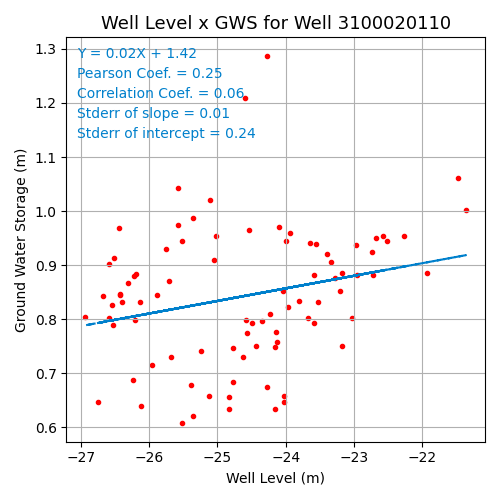 Well Level x GWS for Well 3100020110
Y = 0.02X + 1.42
Pearson Coef. = 0.25
Correlation Coef. = 0.06
Stderr of slope = 0.01
Stderr of intercept = 0.24
Ground Water Storage (m)
1.3
1.2
1.1
1.0
0.9
0.8
0.7
0.6
−27 −26 −25 −24 −23 −22
Well Level (m)